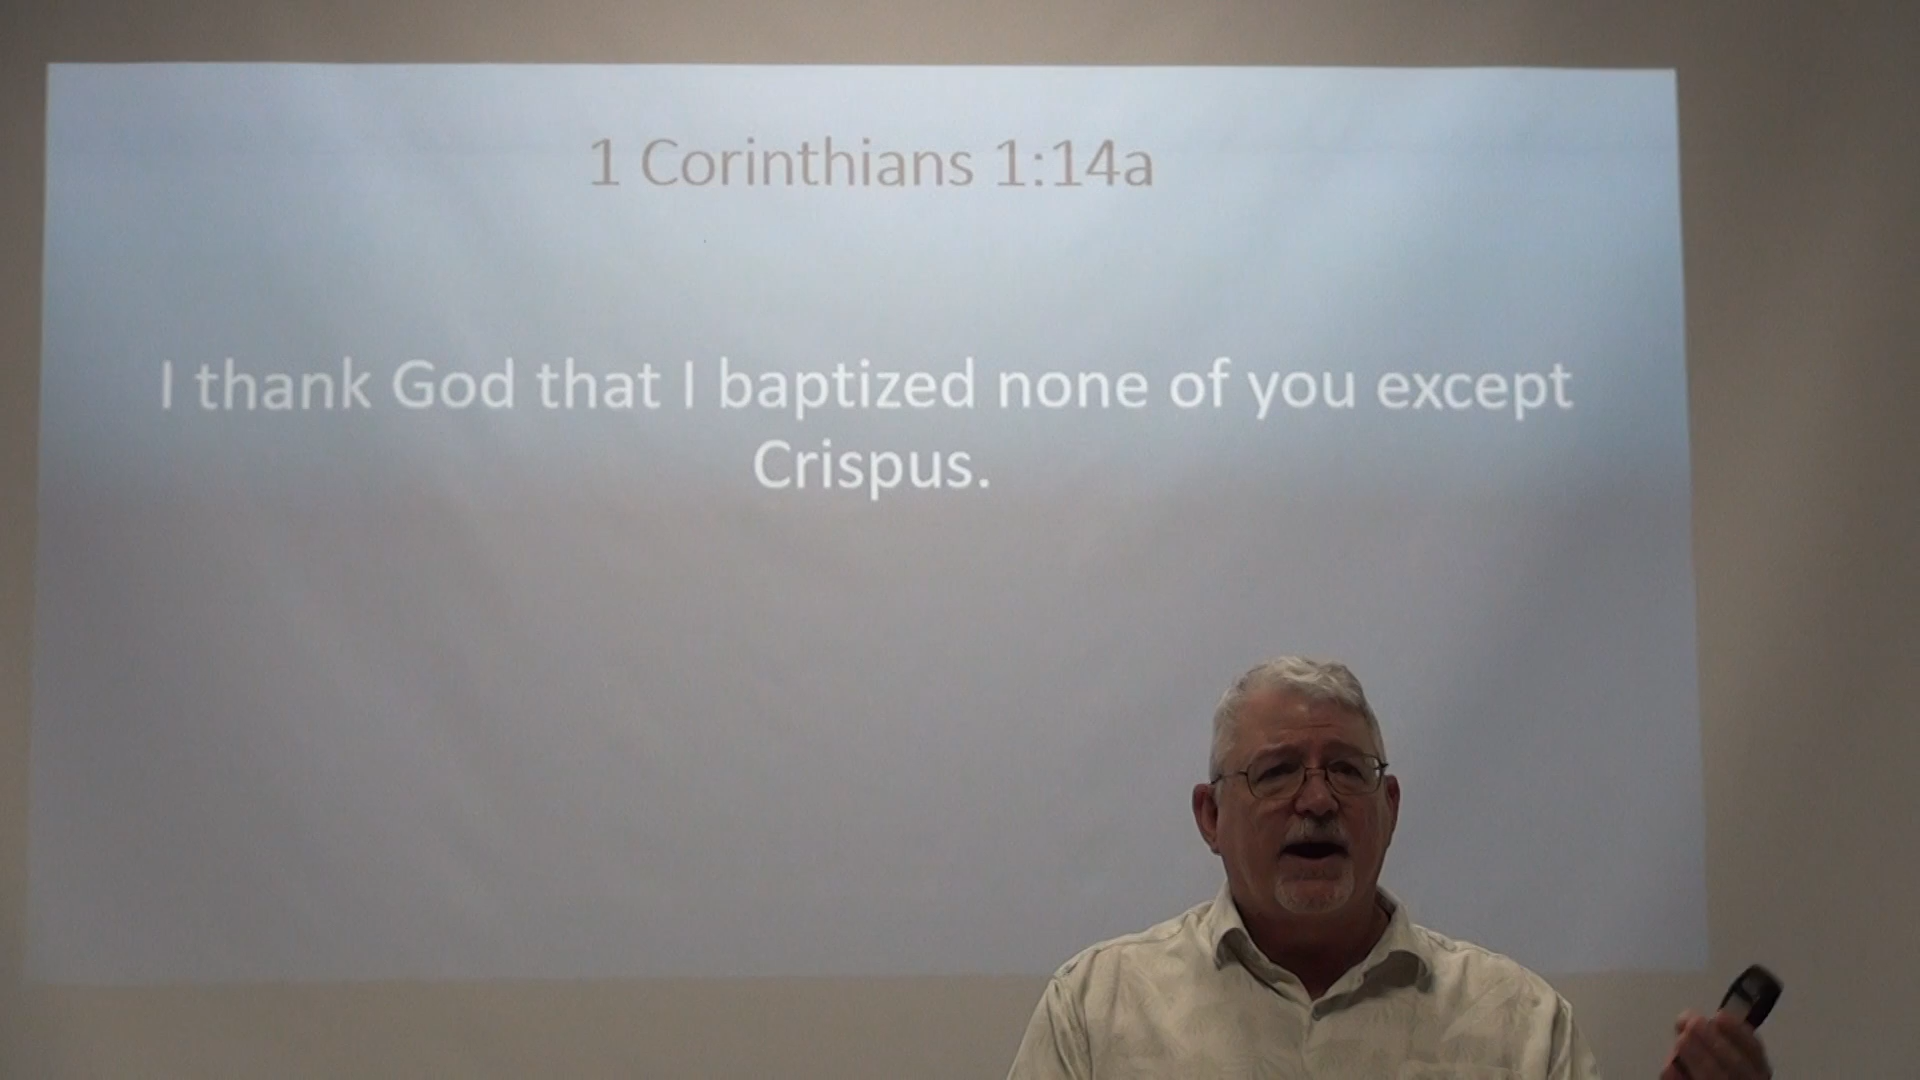 1 Corinthians 1:14a
I thank God that I baptized none of you except
Crispus.